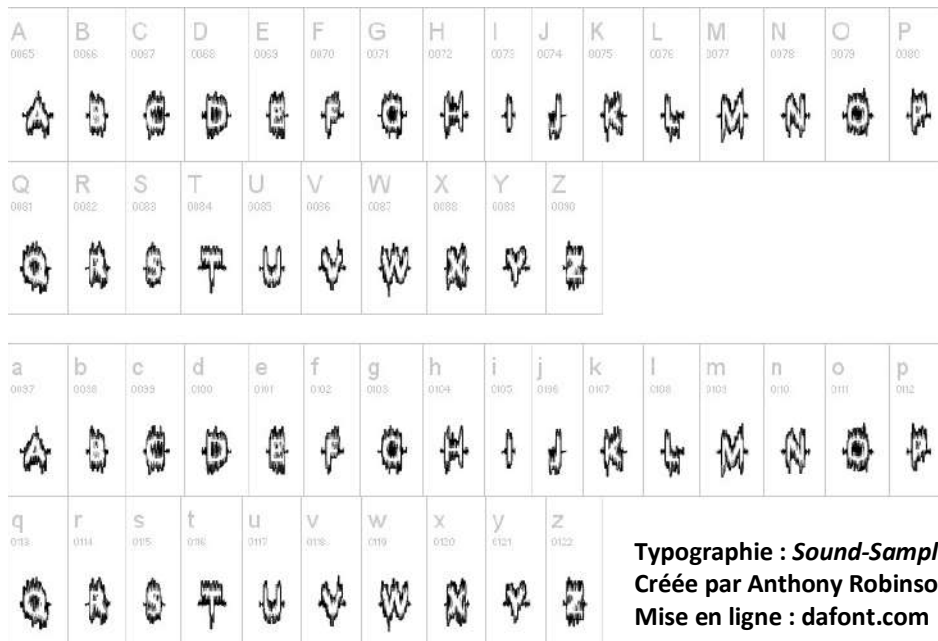 A B C D E F G H I J K L M N O P
0065 0066 0067 0068 0069 0070 0071 0072 0073 0074 0075 0076 0077 0078 0079 0080
A B C D E F G H I J K L M N O P
Q R S T U V W X Y Z
0081 0082 0083 0084 0085 0086 0087 0088 0089 0090
Q R S T U V W X Y Z
a b c d e f g h i j k l m n o p
0097 0098 0099 0100 0101 0102 0103 0104 0105 0106 0107 0108 0109 0110 0111 0112
A B C D E F G H I J K L M N O P
q r s t u v w x y z
0113 0114 0115 0116 0117 0118 0119 0120 0121 0122
Q R S T U V W X Y Z
Typographie : Sound-Sampl
Créée par Anthony Robinso
Mise en ligne : dafont.com